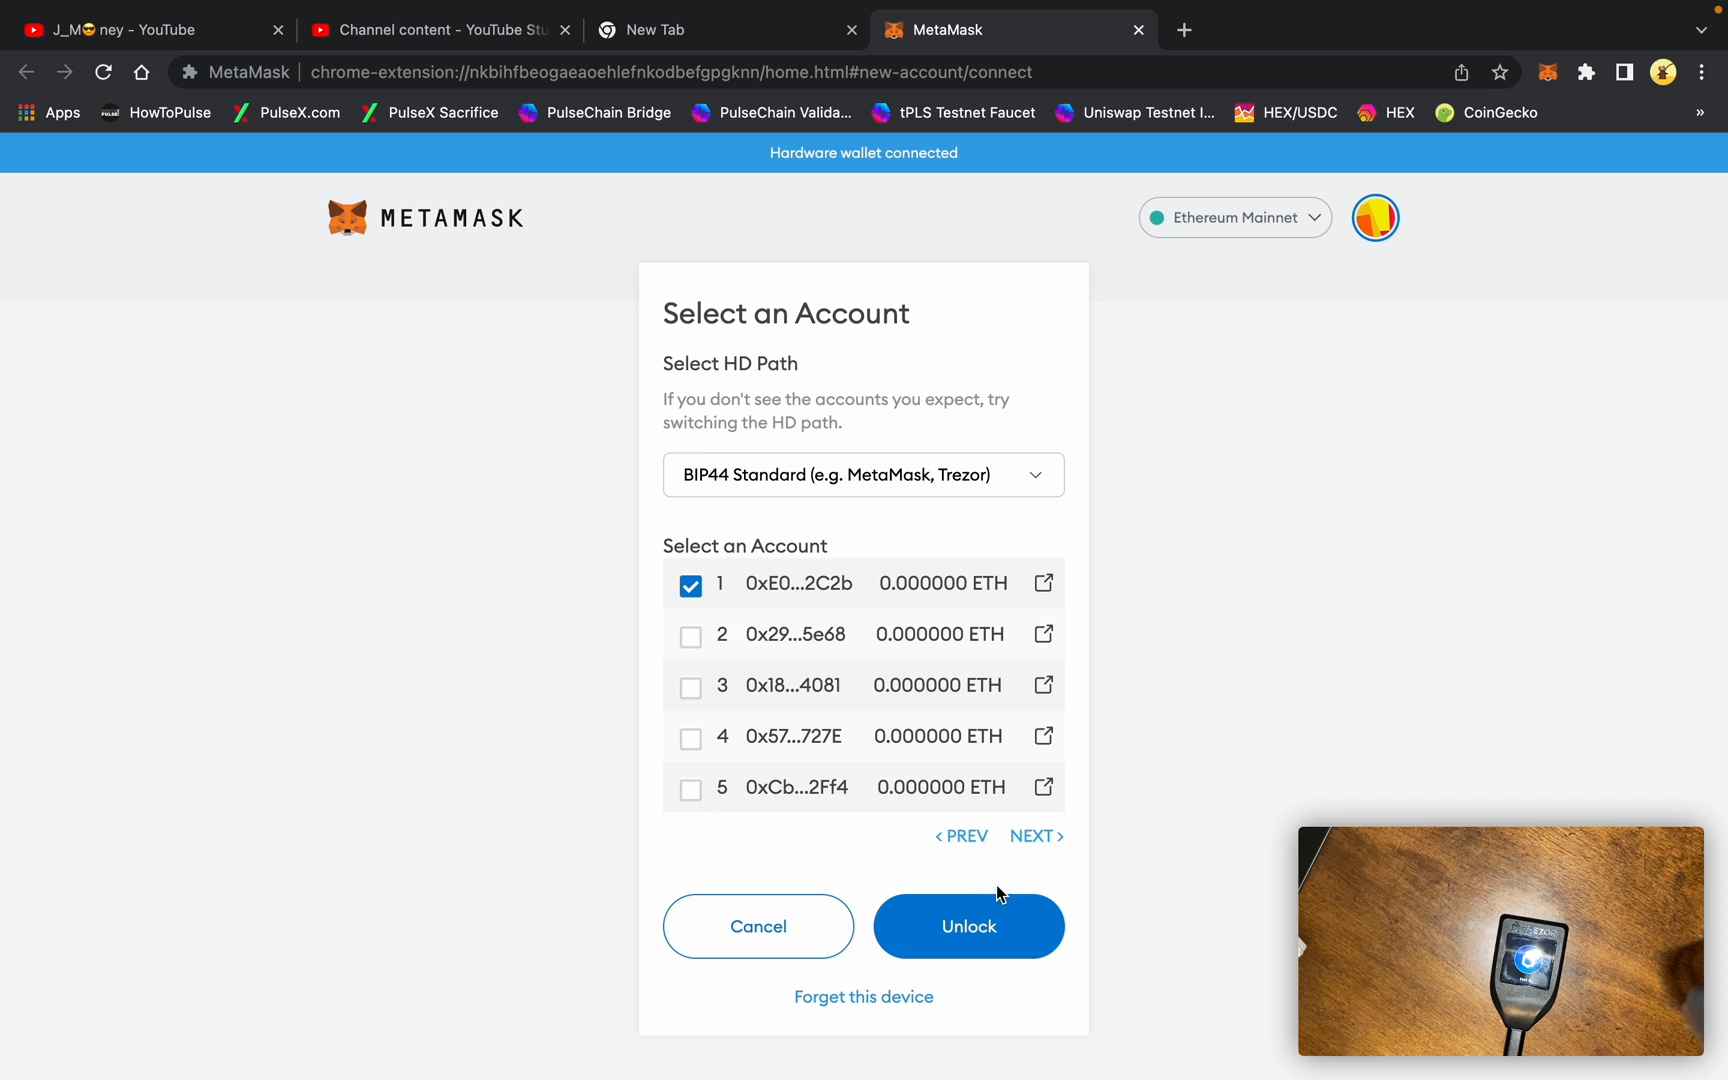 J_M😎ney - YouTube
Channel content - YouTube Stu
New Tab
MetaMask
MetaMask
chrome-extension://nkbihfbeogaeaoehlefnkodbefgpgknn/home.html#new-account/connect
Apps
HowToPulse
PulseX.com
PulseX Sacrifice
PulseChain Bridge
PulseChain Valida...
tPLS Testnet Faucet
Uniswap Testnet I...
HEX/USDC
HEX
CoinGecko
»
Hardware wallet connected
METAMASK
Ethereum Mainnet
Select an Account
Select HD Path
If you don't see the accounts you expect, try
switching the HD path.
BIP44 Standard (e.g. MetaMask, Trezor)
Select an Account
1 0xE0...2C2b 0.000000 ETH
2 0x29...5e68 0.000000 ETH
3 0x18...4081 0.000000 ETH
4 0x57...727E 0.000000 ETH
5 0xCb...2Ff4 0.000000 ETH
< PREV NEXT >
Cancel
Unlock
Forget this device